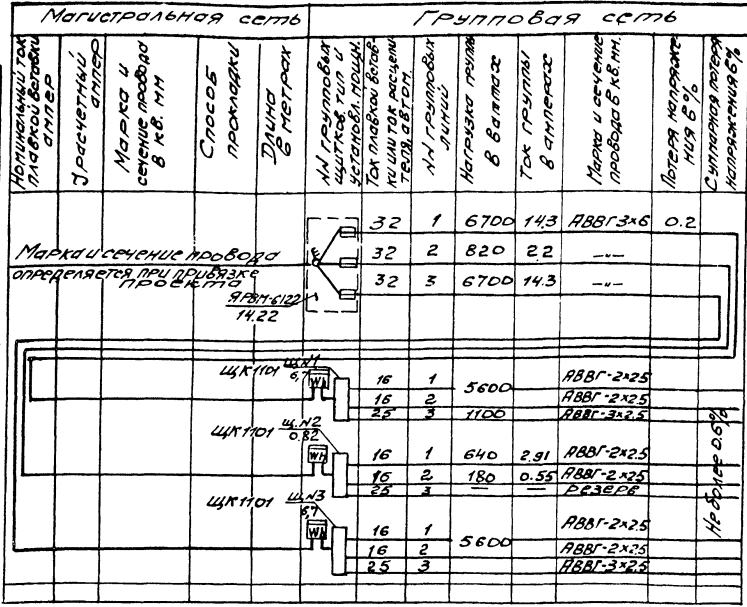 Магистральная сеть
Групповая сеть
Номинальный ток плавкой вставки ампер
Jрасчетный ампер
Марка и сечение провода в кв. мм
Способ прокладки
Длина в метрах
NN групповых щитков, тип и установл. мощн.
Ток плавкой вставки или ток расцепителя, автом.
NN групповых линий
Нагрузка группы в ваттах
Ток группы в амперах
Марка и сечение провода в кв. мм.
Потеря напряжения в %
Суммарная потеря напряжения в %
32 1 6700 14.3 АВВГ 3×6 0.2
Марка и сечение провода
32 2 820 2.2 —"—
определяется при привязке
проекта
32 3 6700 14.3 —"—
ЯРВМ-6122
14.22
ЩК1101 Щ.N1
6,7
Wh
16 1 5600 АВВГ-2×2.5
16 2 АВВГ-2×2.5
25 3 1100 АВВГ-3×2.5
ЩК1101 Щ.N2
0.82
Wh
16 1 640 2.91 АВВГ-2×2.5
16 2 180 0.55 АВВГ-2×2.5
25 3 — — резерв
ЩК1101 Щ.N3
6,7
Wh
16 1 5600 АВВГ-2×2.5
16 2 АВВГ-2×2.5
25 3 АВВГ-3×2.5
Не более 0.6%